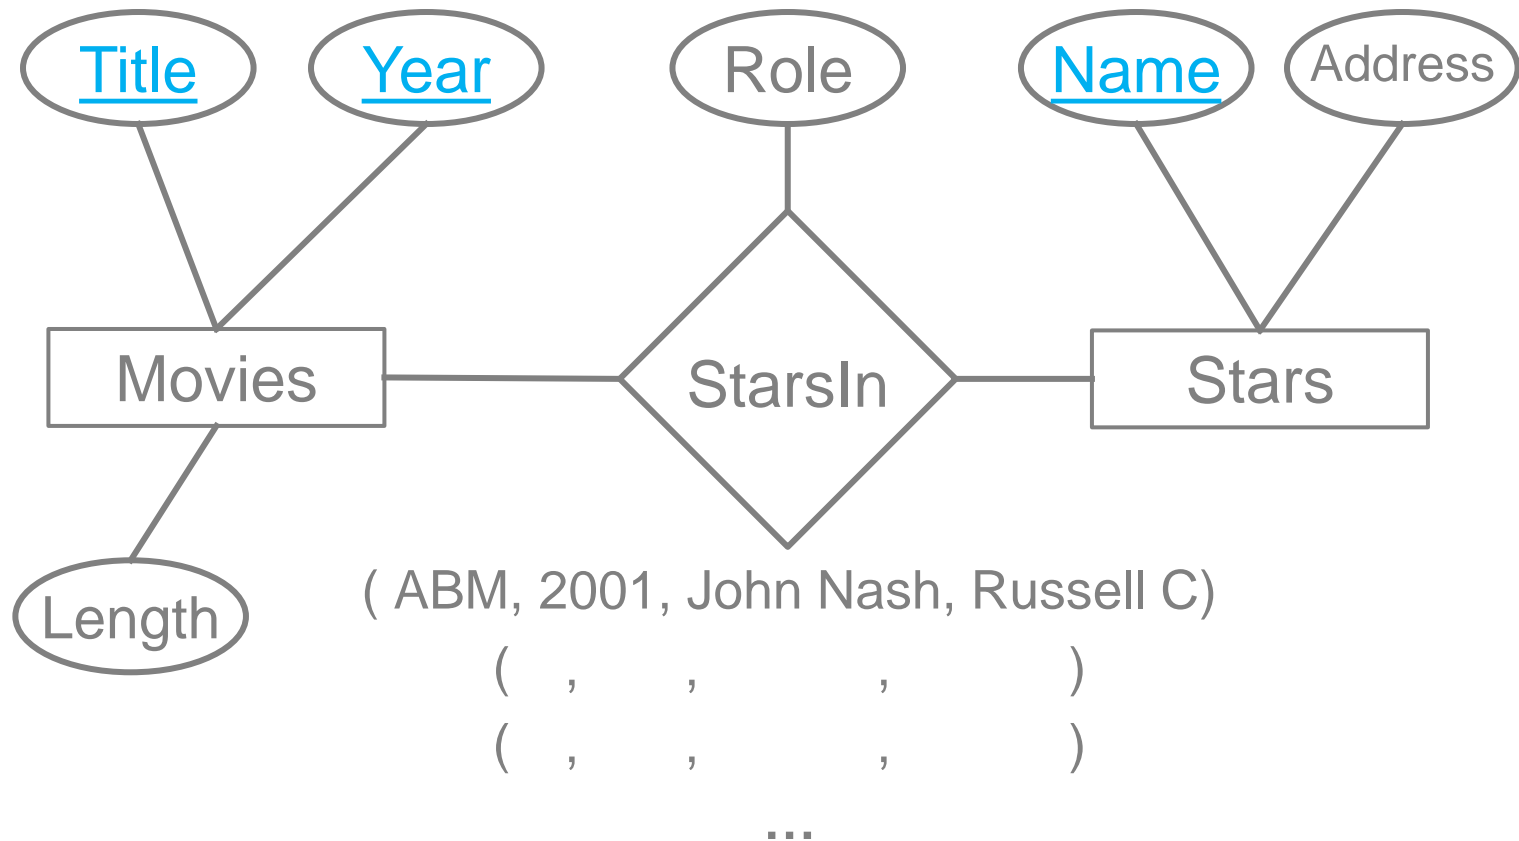 Title Year Role Name Address
Movies StarsIn Stars
Length
( ABM, 2001, John Nash, Russell C)
( , , , )
( , , , )
...